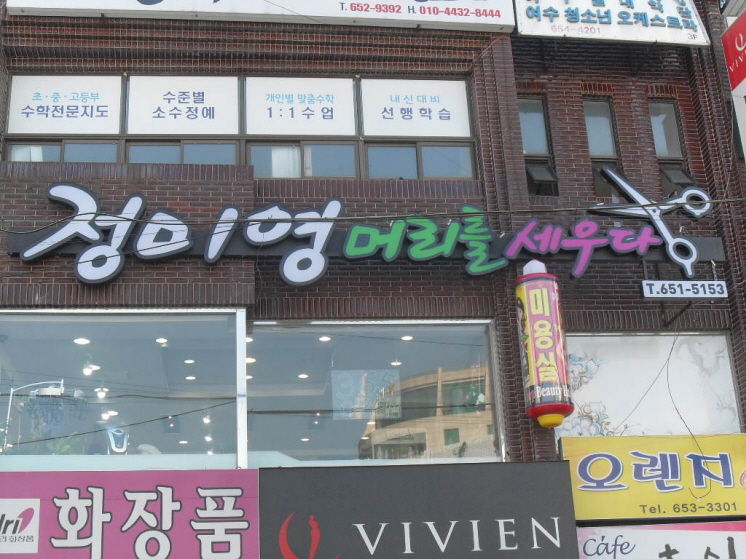 T. 652-9392 H. 010-4432-8444
여수 청소년 오케스트라
654-4201
3F
초·중·고등부
수학전문지도
수준별
소수정예
개인별 맞춤수학
1:1수업
내신대비
선행학습
정미영 머리를 세우다
T.651-5153
미용실
Beauty
화장품
VIVIEN
오렌지
Tel. 653-3301
Café